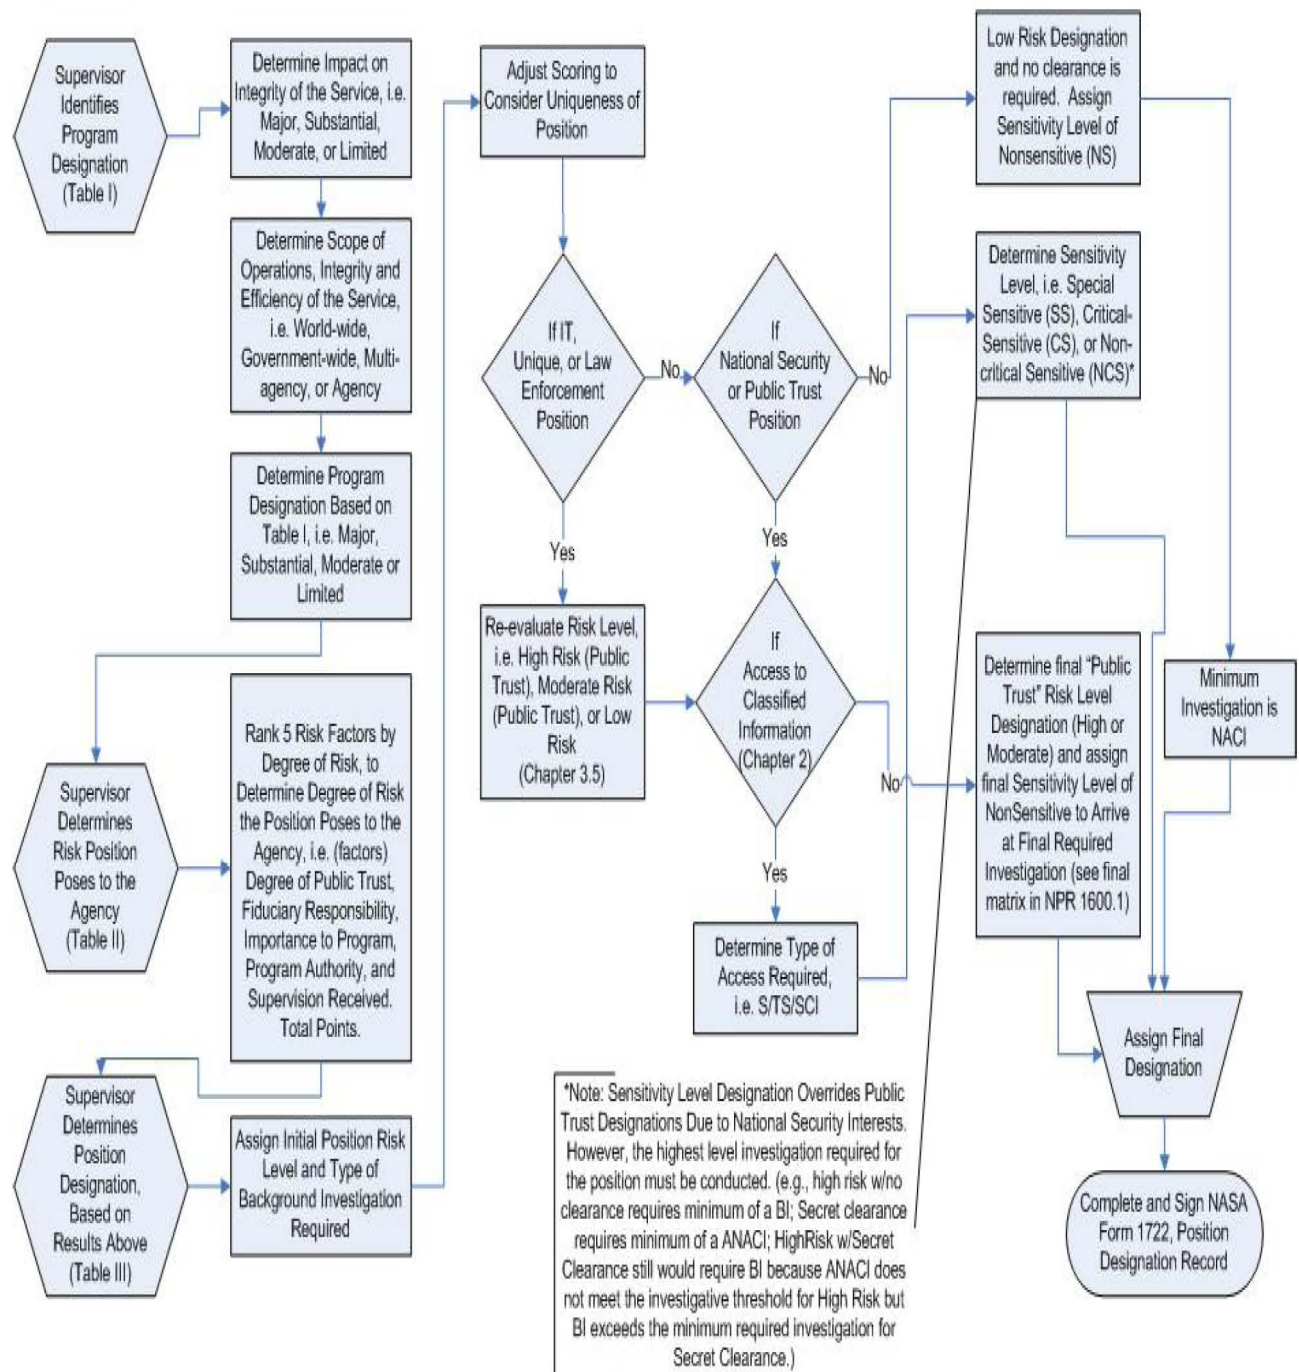 Supervisor
Identifies
Program
Designation
(Table I)
Determine Impact on
Integrity of the Service, i.e.
Major, Substantial,
Moderate, or Limited
Determine Scope of
Operations, Integrity and
Efficiency of the Service,
i.e. World-wide,
Government-wide, Multi-
agency, or Agency
Determine Program
Designation Based on
Table I, i.e. Major,
Substantial, Moderate or
Limited
Supervisor
Determines
Risk Position
Poses to the
Agency
(Table II)
Rank 5 Risk Factors by
Degree of Risk, to
Determine Degree of Risk
the Position Poses to the
Agency, i.e. (factors)
Degree of Public Trust,
Fiduciary Responsibility,
Importance to Program,
Program Authority, and
Supervision Received.
Total Points.
Supervisor
Determines
Position
Designation,
Based on
Results Above
(Table III)
Assign Initial Position Risk
Level and Type of
Background Investigation
Required
Adjust Scoring to
Consider Uniqueness of
Position
If IT,
Unique, or Law
Enforcement
Position
No
Yes
Re-evaluate Risk Level,
i.e. High Risk (Public
Trust), Moderate Risk
(Public Trust), or Low
Risk
(Chapter 3.5)
If
National Security
or Public Trust
Position
No
Yes
If
Access to
Classified
Information
(Chapter 2)
No
Yes
Determine Type of
Access Required,
i.e. S/TS/SCI
Low Risk Designation
and no clearance is
required. Assign
Sensitivity Level of
Nonsensitive (NS)
Determine Sensitivity
Level, i.e. Special
Sensitive (SS), Critical-
Sensitive (CS), or Non-
critical Sensitive (NCS)*
Determine final “Public
Trust” Risk Level
Designation (High or
Moderate) and assign
final Sensitivity Level of
NonSensitive to Arrive
at Final Required
Investigation (see final
matrix in NPR 1600.1)
Minimum
Investigation is
NACI
Assign Final
Designation
Complete and Sign NASA
Form 1722, Position
Designation Record
*Note: Sensitivity Level Designation Overrides Public
Trust Designations Due to National Security Interests.
However, the highest level investigation required for
the position must be conducted. (e.g., high risk w/no
clearance requires minimum of a BI; Secret clearance
requires minimum of a ANACI; HighRisk w/Secret
Clearance still would require BI because ANACI does
not meet the investigative threshold for High Risk but
BI exceeds the minimum required investigation for
Secret Clearance.)